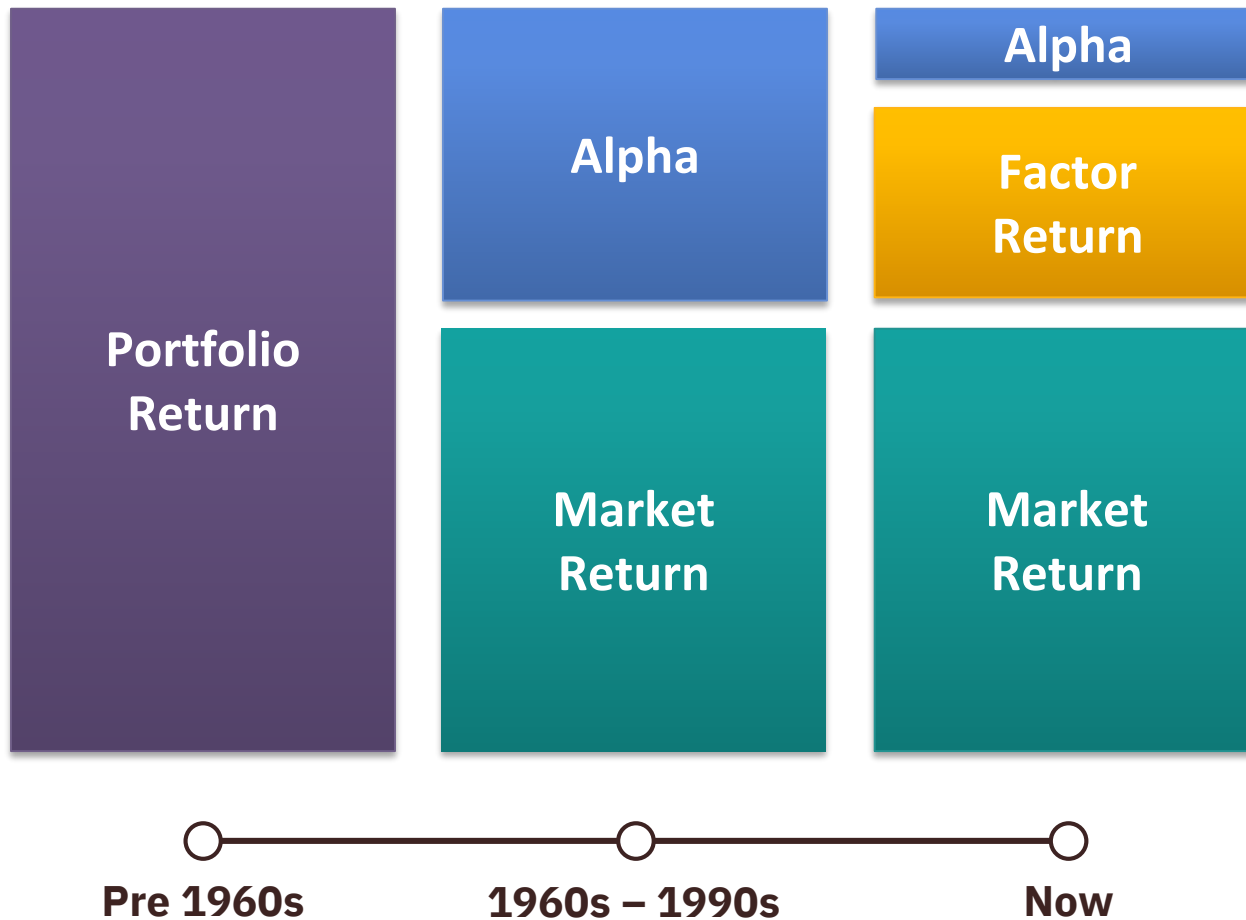 Portfolio
Return
Alpha
Market
Return
Alpha
Factor
Return
Market
Return
Pre 1960s
1960s – 1990s
Now